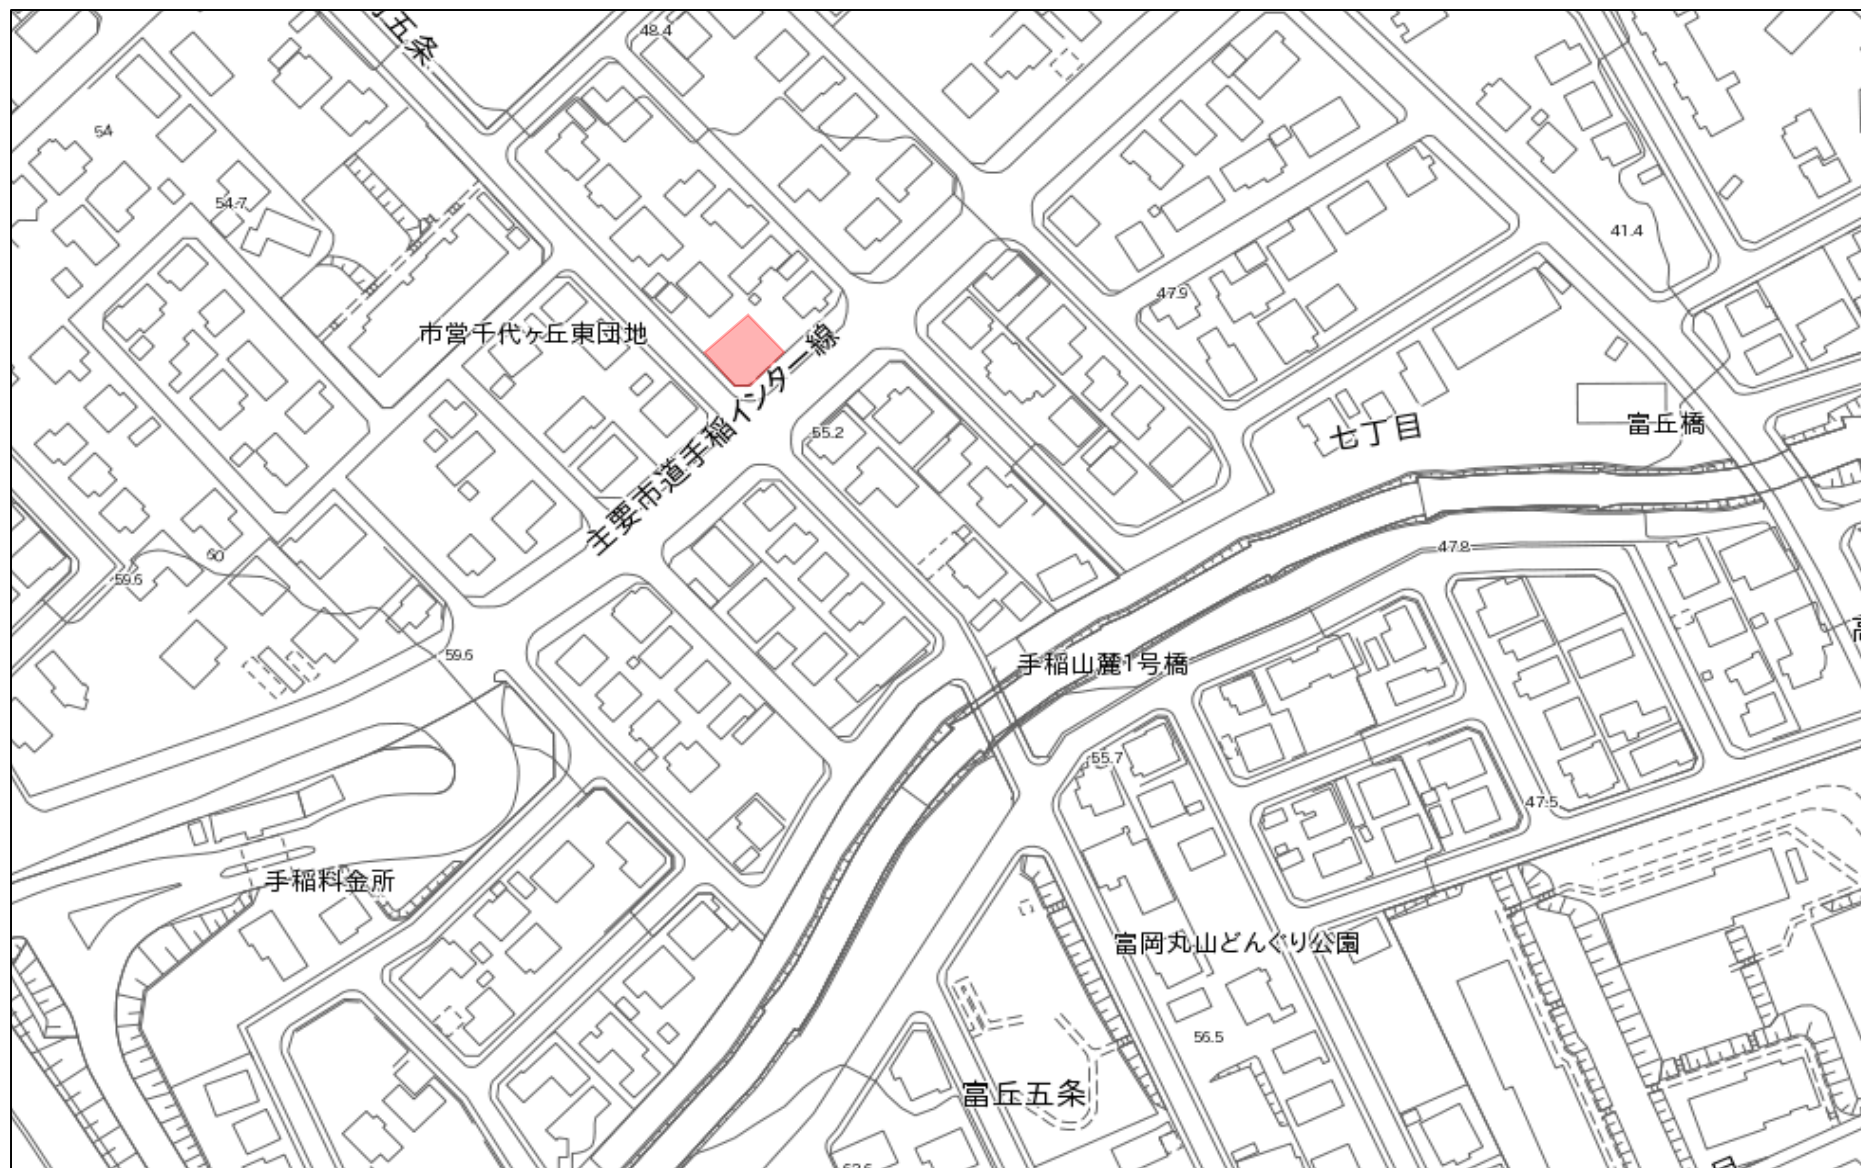 五条
48.4
54
54.7
41.4
47.9
市営千代ヶ丘東団地
主要市道手稲インター線
七丁目
富丘橋
55.2
47.8
60
59.6
59.6
手稲山麓1号橋
55.7
47.5
手稲料金所
富岡丸山どんぐり公園
56.5
富丘五条